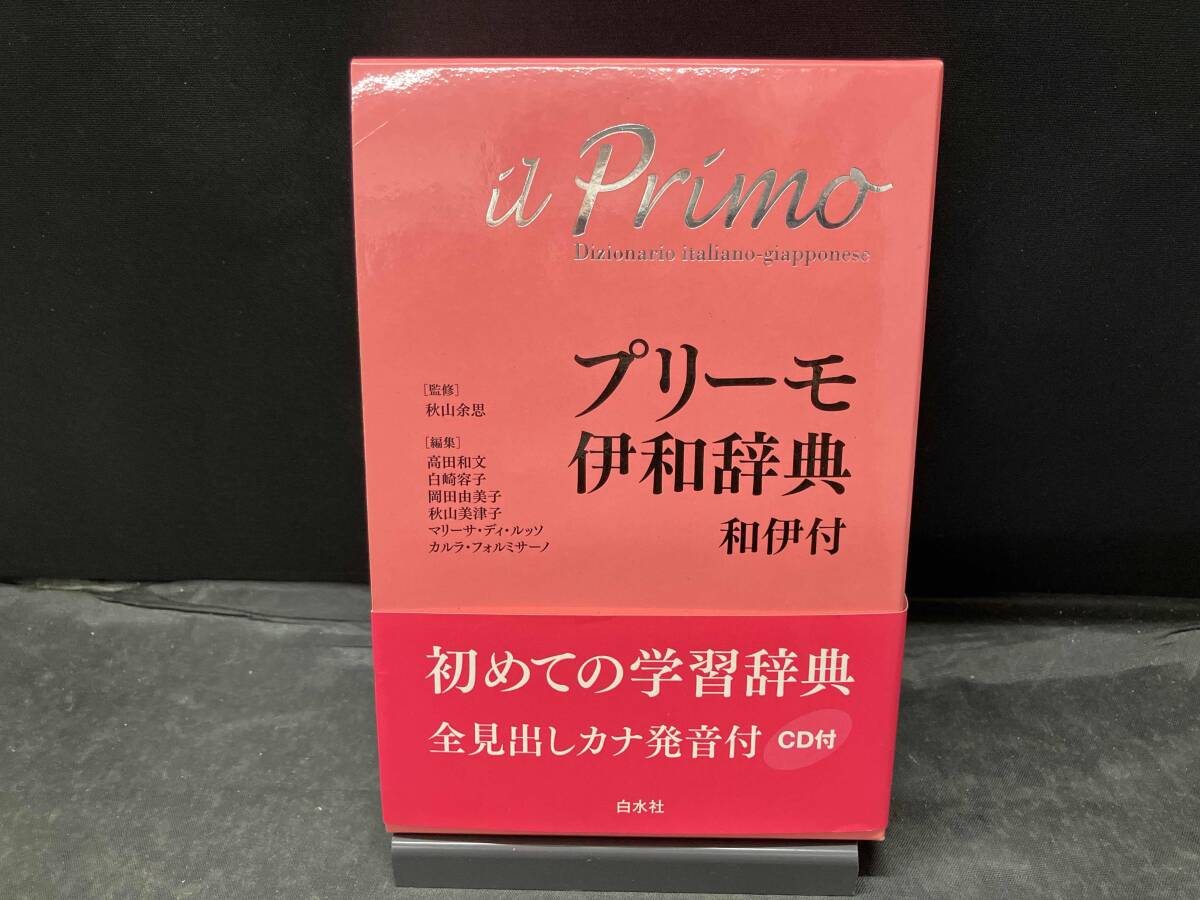 il Primo
Dizionario italiano-giapponese
プリーモ
伊和辞典
和伊付
[監修]
秋山余思
[編集]
高田和文
白崎容子
岡田由美子
秋山美津子
マリーサ・ディ・ルッソ
カルラ・フォルミサーノ
初めての学習辞典
全見出しカナ発音付 CD付
白水社